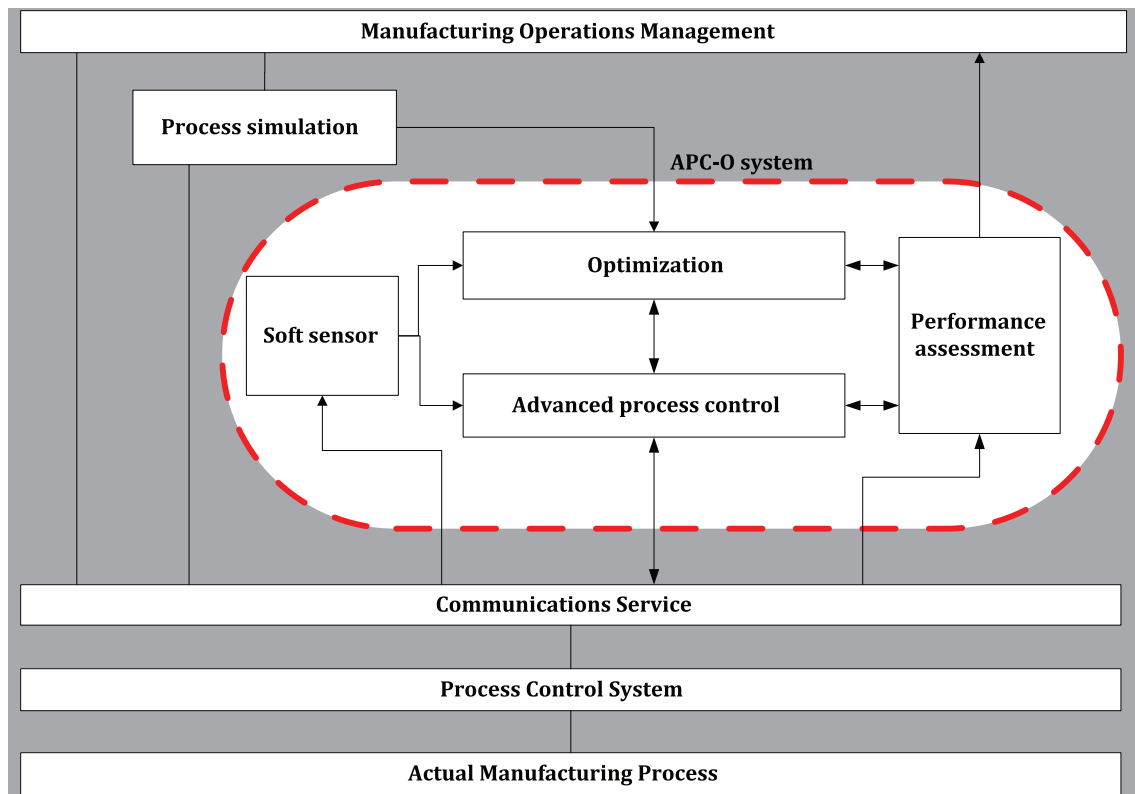 Manufacturing Operations Management
Process simulation
APC-O system
Optimization
Soft sensor
Performance
assessment
Advanced process control
Communications Service
Process Control System
Actual Manufacturing Process